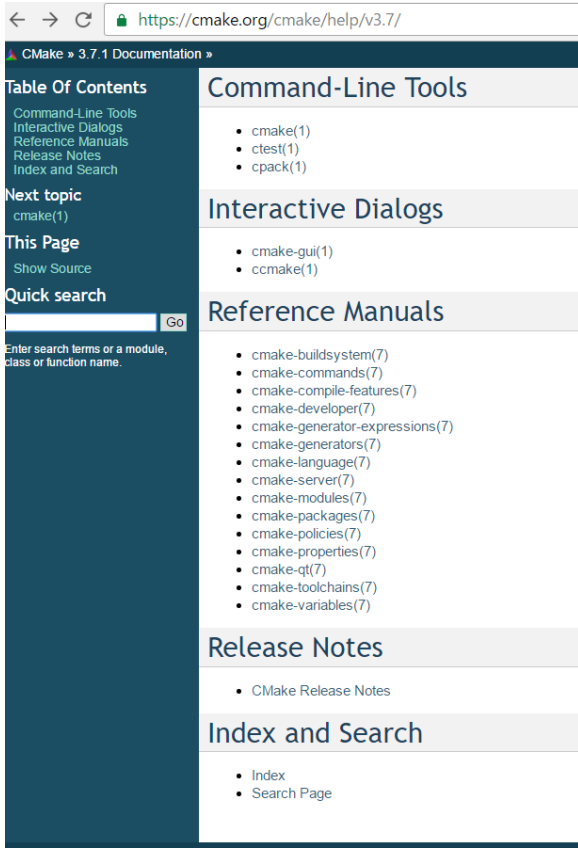 https://cmake.org/cmake/help/v3.7/
CMake » 3.7.1 Documentation »
Table Of Contents
Command-Line Tools
Interactive Dialogs
Reference Manuals
Release Notes
Index and Search
Next topic
cmake(1)
This Page
Show Source
Quick search
Go
Enter search terms or a module,
class or function name.
Command-Line Tools
• cmake(1)
• ctest(1)
• cpack(1)
Interactive Dialogs
• cmake-gui(1)
• ccmake(1)
Reference Manuals
• cmake-buildsystem(7)
• cmake-commands(7)
• cmake-compile-features(7)
• cmake-developer(7)
• cmake-generator-expressions(7)
• cmake-generators(7)
• cmake-language(7)
• cmake-server(7)
• cmake-modules(7)
• cmake-packages(7)
• cmake-policies(7)
• cmake-properties(7)
• cmake-qt(7)
• cmake-toolchains(7)
• cmake-variables(7)
Release Notes
• CMake Release Notes
Index and Search
• Index
• Search Page